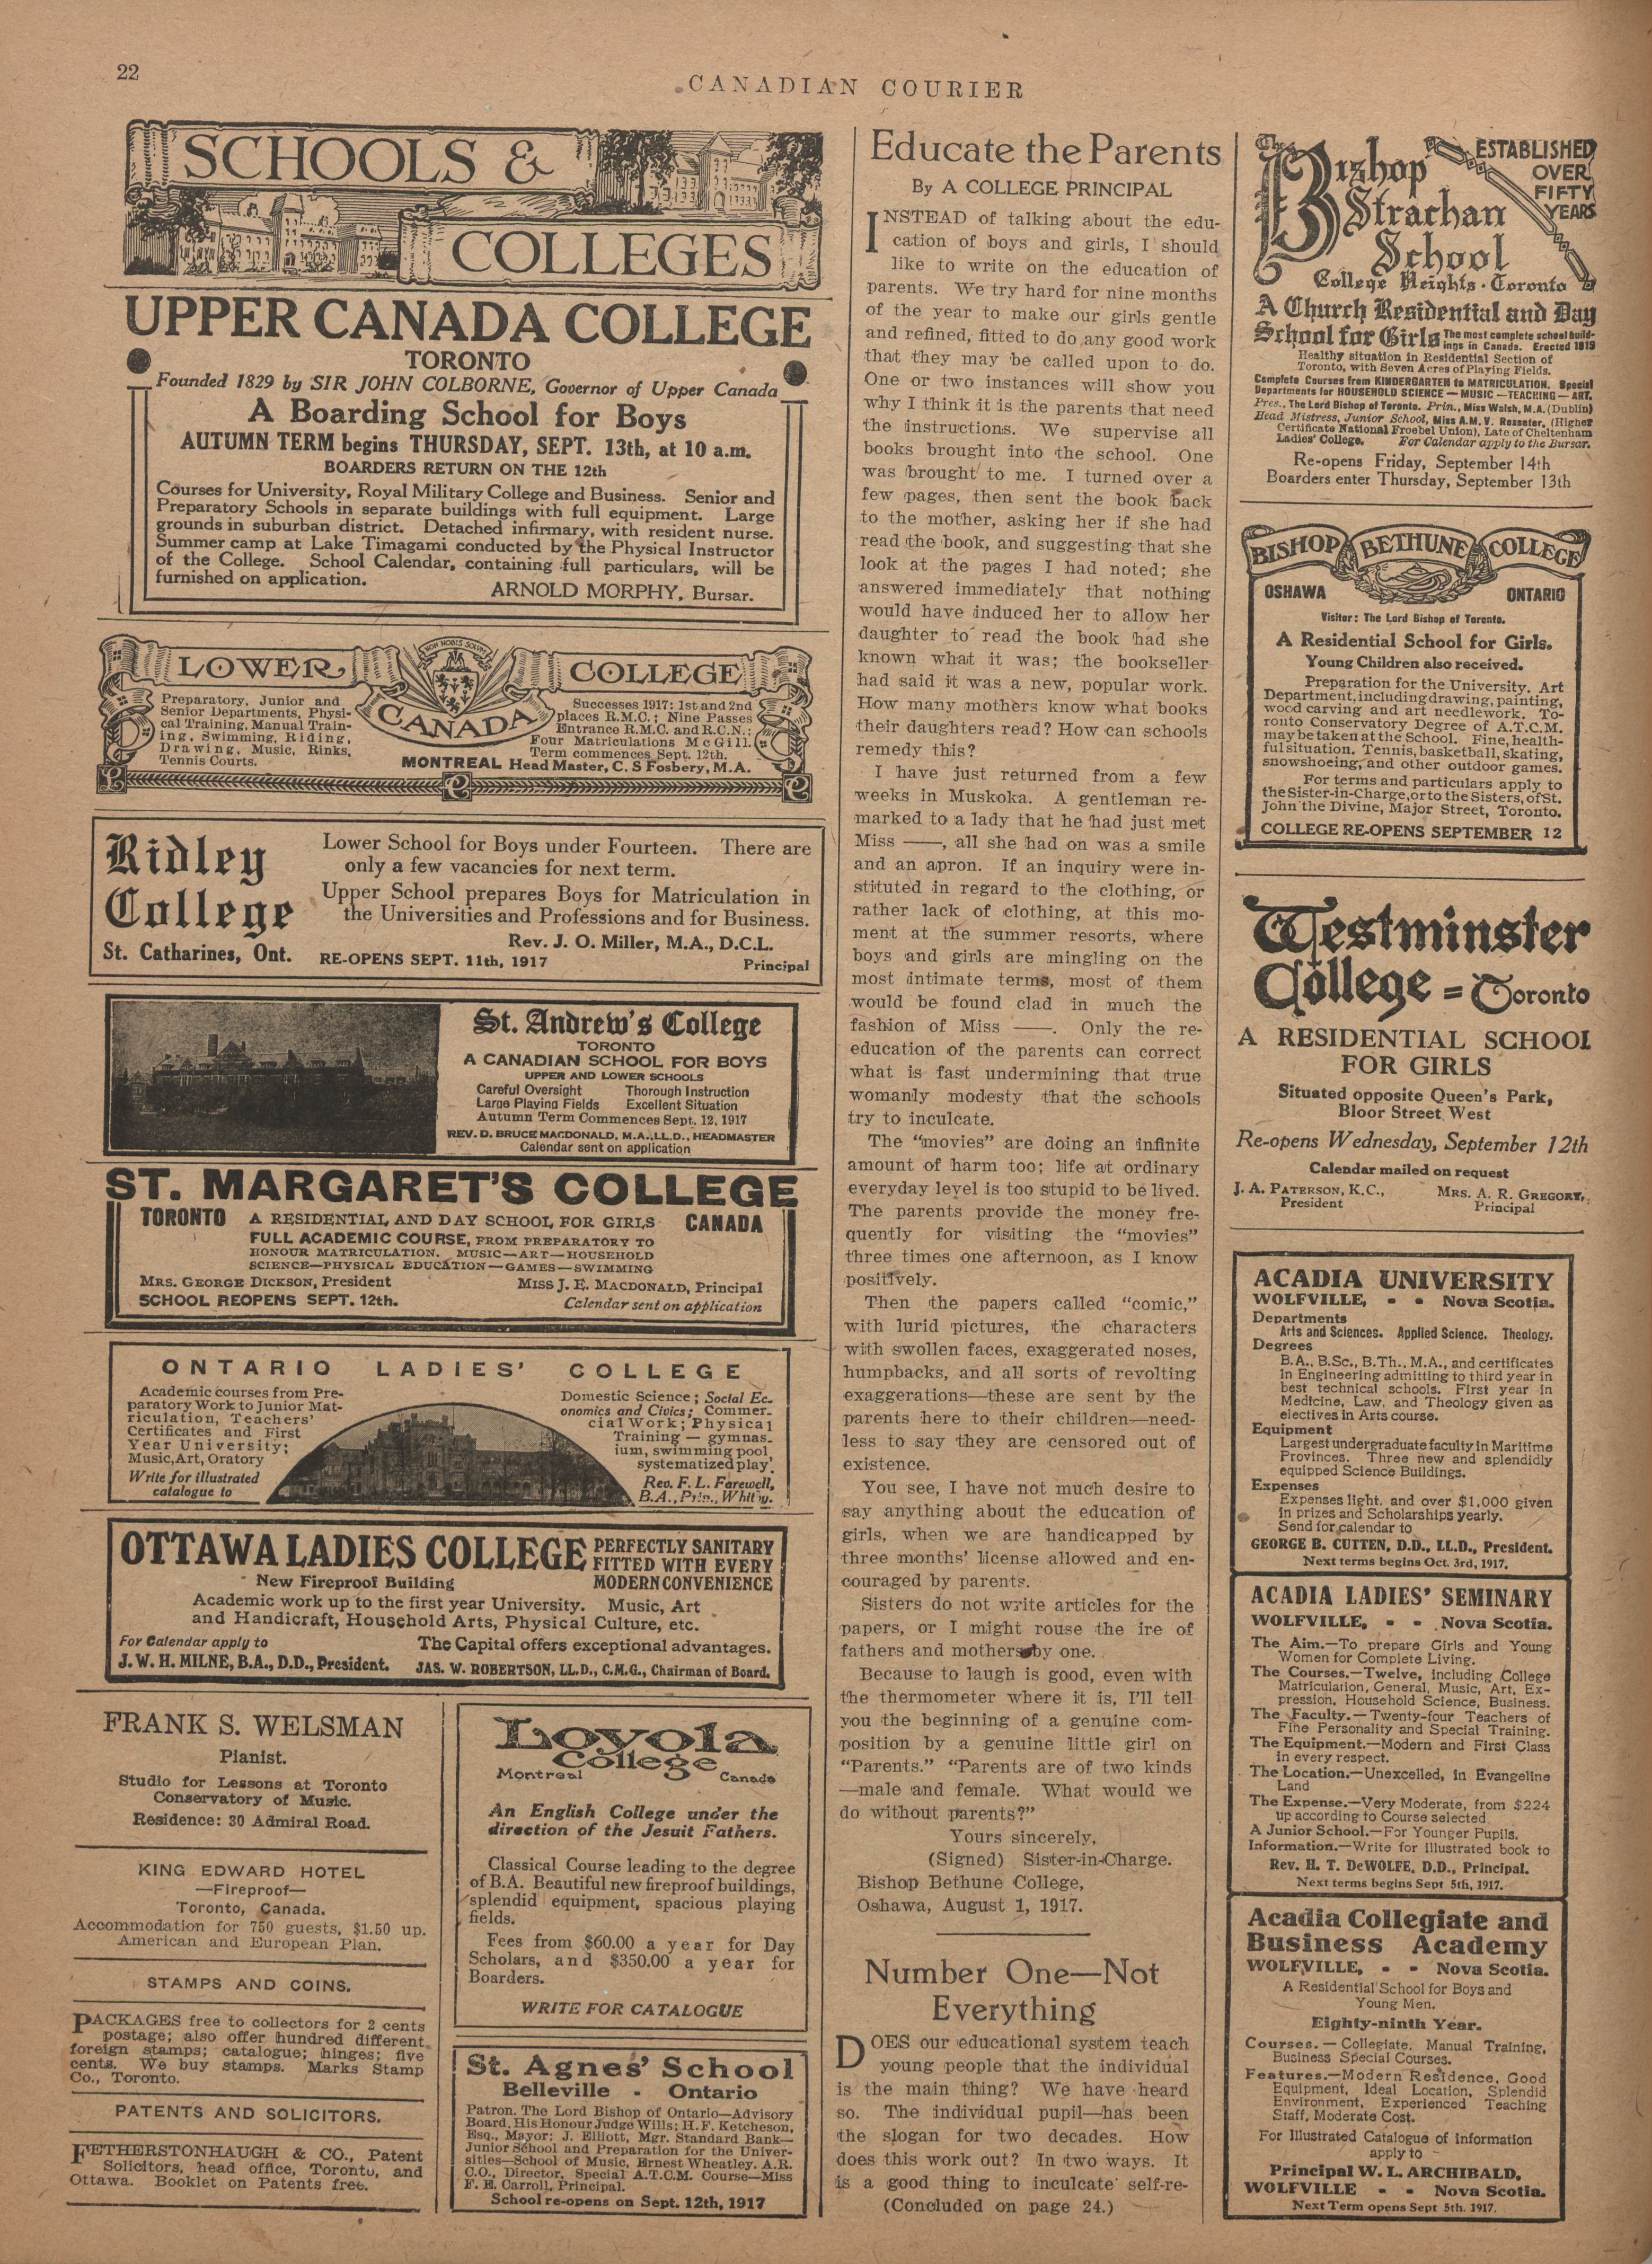 22
CANADIAN COURIER
SCHOOLS &
COLLEGES
UPPER CANADA COLLEGE
TORONTO
Founded 1829 by SIR JOHN COLBORNE, Governor of Upper Canada
A Boarding School for Boys
AUTUMN TERM begins THURSDAY, SEPT. 13th, at 10 a.m.
BOARDERS RETURN ON THE 12th
Courses for University, Royal Military College and Business. Senior and
Preparatory Schools in separate buildings with full equipment. Large
grounds in suburban district. Detached infirmary, with resident nurse.
Summer camp at Lake Timagami conducted by the Physical Instructor
of the College. School Calendar, containing full particulars, will be
furnished on application.
ARNOLD MORPHY, Bursar.
NON NOBIS SOLUM
LOWER
CANADA
COLLEGE
Preparatory, Junior and
Senior Departments, Physi-
cal Training, Manual Train-
ing, Swimming, Riding,
Drawing, Music, Rinks,
Tennis Courts.
Successes 1917: 1st and 2nd
places R.M.C.; Nine Passes
Entrance R.M.C. and R.C.N.;
Four Matriculations McGill.
Term commences Sept. 12th.
MONTREAL Head Master, C. S Fosbery, M.A.
Ridley
College
St. Catharines, Ont.
Lower School for Boys under Fourteen. There are
only a few vacancies for next term.
Upper School prepares Boys for Matriculation in
the Universities and Professions and for Business.
Rev. J. O. Miller, M.A., D.C.L.
RE-OPENS SEPT. 11th, 1917
Principal
St. Andrew's College
TORONTO
A CANADIAN SCHOOL FOR BOYS
UPPER AND LOWER SCHOOLS
Careful Oversight Thorough Instruction
Large Playing Fields Excellent Situation
Autumn Term Commences Sept. 12, 1917
REV. D. BRUCE MACDONALD, M.A., LL.D., HEADMASTER
Calendar sent on application
ST. MARGARET'S COLLEGE
TORONTO A RESIDENTIAL AND DAY SCHOOL FOR GIRLS CANADA
FULL ACADEMIC COURSE, FROM PREPARATORY TO
HONOUR MATRICULATION. MUSIC—ART—HOUSEHOLD
SCIENCE—PHYSICAL EDUCATION—GAMES—SWIMMING
MRS. GEORGE DICKSON, President MISS J. E. MACDONALD, Principal
SCHOOL REOPENS SEPT. 12th. Calendar sent on application
ONTARIO LADIES' COLLEGE
Academic courses from Pre-
paratory Work to Junior Mat-
riculation, Teachers'
Certificates and First
Year University;
Music, Art, Oratory
Write for illustrated
catalogue to
Domestic Science; Social Ec-
onomics and Civics; Commer-
cial Work; Physical
Training — gymnas-
ium, swimming pool
systematized play.
Rev. F. L. Farewell,
B.A., Prin., Whitby.
OTTAWA LADIES COLLEGE
PERFECTLY SANITARY
FITTED WITH EVERY
MODERN CONVENIENCE
New Fireproof Building
Academic work up to the first year University. Music, Art
and Handicraft, Household Arts, Physical Culture, etc.
For Calendar apply to The Capital offers exceptional advantages.
J. W. H. MILNE, B.A., D.D., President. JAS. W. ROBERTSON, LL.D., C.M.G., Chairman of Board.
FRANK S. WELSMAN
Pianist.
Studio for Lessons at Toronto
Conservatory of Music.
Residence: 30 Admiral Road.
KING EDWARD HOTEL
—Fireproof—
Toronto, Canada.
Accommodation for 750 guests, $1.50 up.
American and European Plan.
STAMPS AND COINS.
PACKAGES free to collectors for 2 cents
postage; also offer hundred different
foreign stamps; catalogue; hinges; five
cents. We buy stamps. Marks Stamp
Co., Toronto.
PATENTS AND SOLICITORS.
FETHERSTONHAUGH & CO., Patent
Solicitors, head office, Toronto, and
Ottawa. Booklet on Patents free.
Loyola
College
Montreal Canada
An English College under the
direction of the Jesuit Fathers.
Classical Course leading to the degree
of B.A. Beautiful new fireproof buildings,
splendid equipment, spacious playing
fields.
Fees from $60.00 a year for Day
Scholars, and $350.00 a year for
Boarders.
WRITE FOR CATALOGUE
St. Agnes' School
Belleville - Ontario
Patron. The Lord Bishop of Ontario—Advisory
Board, His Honour Judge Wills; H. F. Ketcheson,
Esq., Mayor; J. Elliott, Mgr. Standard Bank—
Junior School and Preparation for the Univer-
sities—School of Music, Ernest Wheatley, A.R.
C.O., Director. Special A.T.C.M. Course—Miss
F. E. Carroll, Principal.
School re-opens on Sept. 12th, 1917
Educate the Parents
By A COLLEGE PRINCIPAL
INSTEAD of talking about the edu-
cation of boys and girls, I should
like to write on the education of
parents. We try hard for nine months
of the year to make our girls gentle
and refined, fitted to do any good work
that they may be called upon to do.
One or two instances will show you
why I think it is the parents that need
the instructions. We supervise all
books brought into the school. One
was brought to me. I turned over a
few pages, then sent the book back
to the mother, asking her if she had
read the book, and suggesting that she
look at the pages I had noted; she
answered immediately that nothing
would have induced her to allow her
daughter to read the book had she
known what it was; the bookseller
had said it was a new, popular work.
How many mothers know what books
their daughters read? How can schools
remedy this?
I have just returned from a few
weeks in Muskoka. A gentleman re-
marked to a lady that he had just met
Miss ——, all she had on was a smile
and an apron. If an inquiry were in-
stituted in regard to the clothing, or
rather lack of clothing, at this mo-
ment at the summer resorts, where
boys and girls are mingling on the
most intimate terms, most of them
would be found clad in much the
fashion of Miss ——. Only the re-
education of the parents can correct
what is fast undermining that true
womanly modesty that the schools
try to inculcate.
The "movies" are doing an infinite
amount of harm too; life at ordinary
everyday level is too stupid to be lived.
The parents provide the money fre-
quently for visiting the "movies"
three times one afternoon, as I know
positively.
Then the papers called "comic,"
with lurid pictures, the characters
with swollen faces, exaggerated noses,
humpbacks, and all sorts of revolting
exaggerations—these are sent by the
parents here to their children—need-
less to say they are censored out of
existence.
You see, I have not much desire to
say anything about the education of
girls, when we are handicapped by
three months' license allowed and en-
couraged by parents.
Sisters do not write articles for the
papers, or I might rouse the ire of
fathers and mothers by one.
Because to laugh is good, even with
the thermometer where it is, I'll tell
you the beginning of a genuine com-
position by a genuine little girl on
"Parents." "Parents are of two kinds
—male and female. What would we
do without parents?"
Yours sincerely,
(Signed) Sister-in-Charge.
Bishop Bethune College,
Oshawa, August 1, 1917.
Number One—Not
Everything
DOES our educational system teach
young people that the individual
is the main thing? We have heard
so. The individual pupil—has been
the slogan for two decades. How
does this work out? In two ways. It
is a good thing to inculcate self-re-
(Concluded on page 24.)
The
Bishop
Strachan
School
ESTABLISHED
OVER
FIFTY
YEARS
College Heights · Toronto
A Church Residential and Day
School for Girls The most complete school build-
ings in Canada. Erected 1915
Healthy situation in Residential Section of
Toronto, with Seven Acres of Playing Fields.
Complete Courses from KINDERGARTEN to MATRICULATION. Special
Departments for HOUSEHOLD SCIENCE—MUSIC—TEACHING—ART.
Pres., The Lord Bishop of Toronto. Prin., Miss Walsh, M.A. (Dublin)
Head Mistress, Junior School, Miss A.M.V. Rosseter, (Higher
Certificate National Froebel Union), Late of Cheltenham
Ladies' College. For Calendar apply to the Bursar.
Re-opens Friday, September 14th
Boarders enter Thursday, September 13th
BISHOP BETHUNE COLLEGE
OSHAWA ONTARIO
Visitor: The Lord Bishop of Toronto.
A Residential School for Girls.
Young Children also received.
Preparation for the University. Art
Department, including drawing, painting,
wood carving and art needlework. To-
ronto Conservatory Degree of A.T.C.M.
may be taken at the School. Fine, health-
ful situation. Tennis, basketball, skating,
snowshoeing, and other outdoor games.
For terms and particulars apply to
the Sister-in-Charge, or to the Sisters, of St.
John the Divine, Major Street, Toronto.
COLLEGE RE-OPENS SEPTEMBER 12
Westminster
College = Toronto
A RESIDENTIAL SCHOOL
FOR GIRLS
Situated opposite Queen's Park,
Bloor Street West
Re-opens Wednesday, September 12th
Calendar mailed on request
J. A. PATERSON, K.C., MRS. A. R. GREGORY,
President Principal
ACADIA UNIVERSITY
WOLFVILLE, - - Nova Scotia.
Departments
Arts and Sciences. Applied Science. Theology.
Degrees
B.A., B.Sc., B.Th., M.A., and certificates
in Engineering admitting to third year in
best technical schools. First year in
Medicine, Law, and Theology given as
electives in Arts course.
Equipment
Largest undergraduate faculty in Maritime
Provinces. Three new and splendidly
equipped Science Buildings.
Expenses
Expenses light, and over $1,000 given
in prizes and Scholarships yearly.
Send for calendar to
GEORGE B. CUTTEN, D.D., LL.D., President.
Next terms begins Oct. 3rd, 1917.
ACADIA LADIES' SEMINARY
WOLFVILLE, - - Nova Scotia.
The Aim.—To prepare Girls and Young
Women for Complete Living.
The Courses.—Twelve, including College
Matriculation, General, Music, Art, Ex-
pression, Household Science, Business.
The Faculty.—Twenty-four Teachers of
Fine Personality and Special Training.
The Equipment.—Modern and First Class
in every respect.
The Location.—Unexcelled, in Evangeline
Land
The Expense.—Very Moderate, from $224
up according to Course selected
A Junior School.—For Younger Pupils.
Information.—Write for illustrated book to
Rev. H. T. DeWOLFE, D.D., Principal.
Next terms begins Sept 5th, 1917.
Acadia Collegiate and
Business Academy
WOLFVILLE, - - Nova Scotia.
A Residential School for Boys and
Young Men.
Eighty-ninth Year.
Courses. — Collegiate, Manual Training,
Business Special Courses.
Features.—Modern Residence, Good
Equipment, Ideal Location, Splendid
Environment, Experienced Teaching
Staff, Moderate Cost.
For Illustrated Catalogue of information
apply to
Principal W. L. ARCHIBALD,
WOLFVILLE - - Nova Scotia.
Next Term opens Sept 5th. 1917.